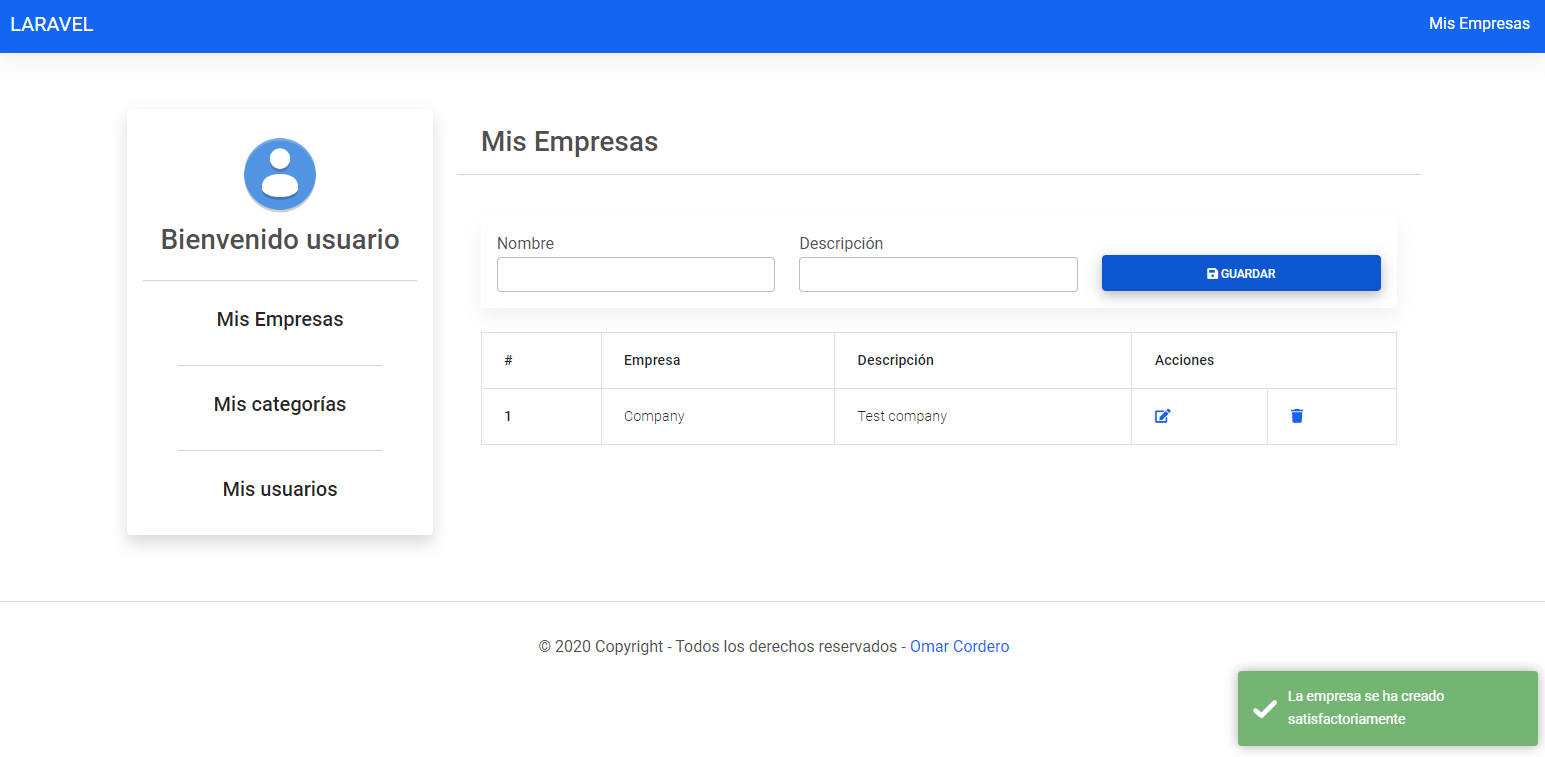 LARAVEL
Mis Empresas
Bienvenido usuario
Mis Empresas
Mis categorías
Mis usuarios
Mis Empresas
Nombre
Descripción
GUARDAR
# Empresa Descripción Acciones
1 Company Test company
© 2020 Copyright - Todos los derechos reservados - Omar Cordero
La empresa se ha creado
satisfactoriamente